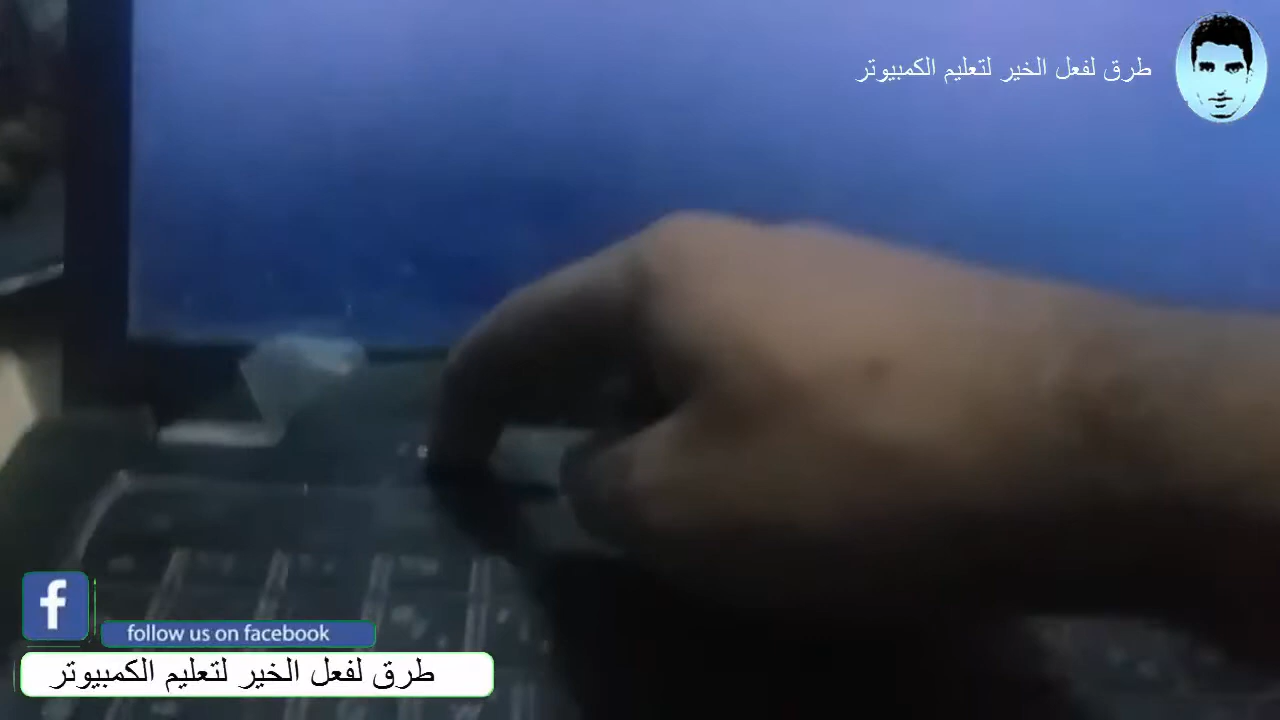 طرق لفعل الخير لتعليم الكمبيوتر
f
follow us on facebook
طرق لفعل الخير لتعليم الكمبيوتر